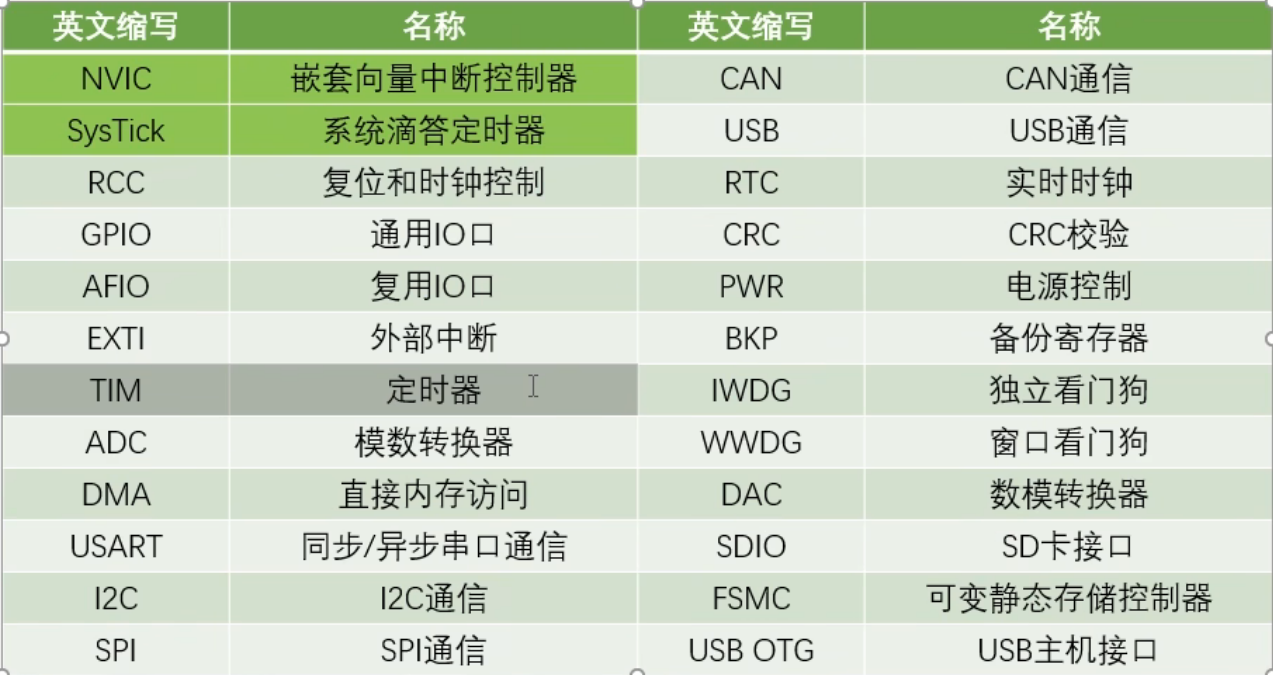 英文缩写 名称 英文缩写 名称
NVIC 嵌套向量中断控制器 CAN CAN通信
SysTick 系统滴答定时器 USB USB通信
RCC 复位和时钟控制 RTC 实时时钟
GPIO 通用IO口 CRC CRC校验
AFIO 复用IO口 PWR 电源控制
EXTI 外部中断 BKP 备份寄存器
TIM 定时器 IWDG 独立看门狗
ADC 模数转换器 WWDG 窗口看门狗
DMA 直接内存访问 DAC 数模转换器
USART 同步/异步串口通信 SDIO SD卡接口
I2C I2C通信 FSMC 可变静态存储控制器
SPI SPI通信 USB OTG USB主机接口